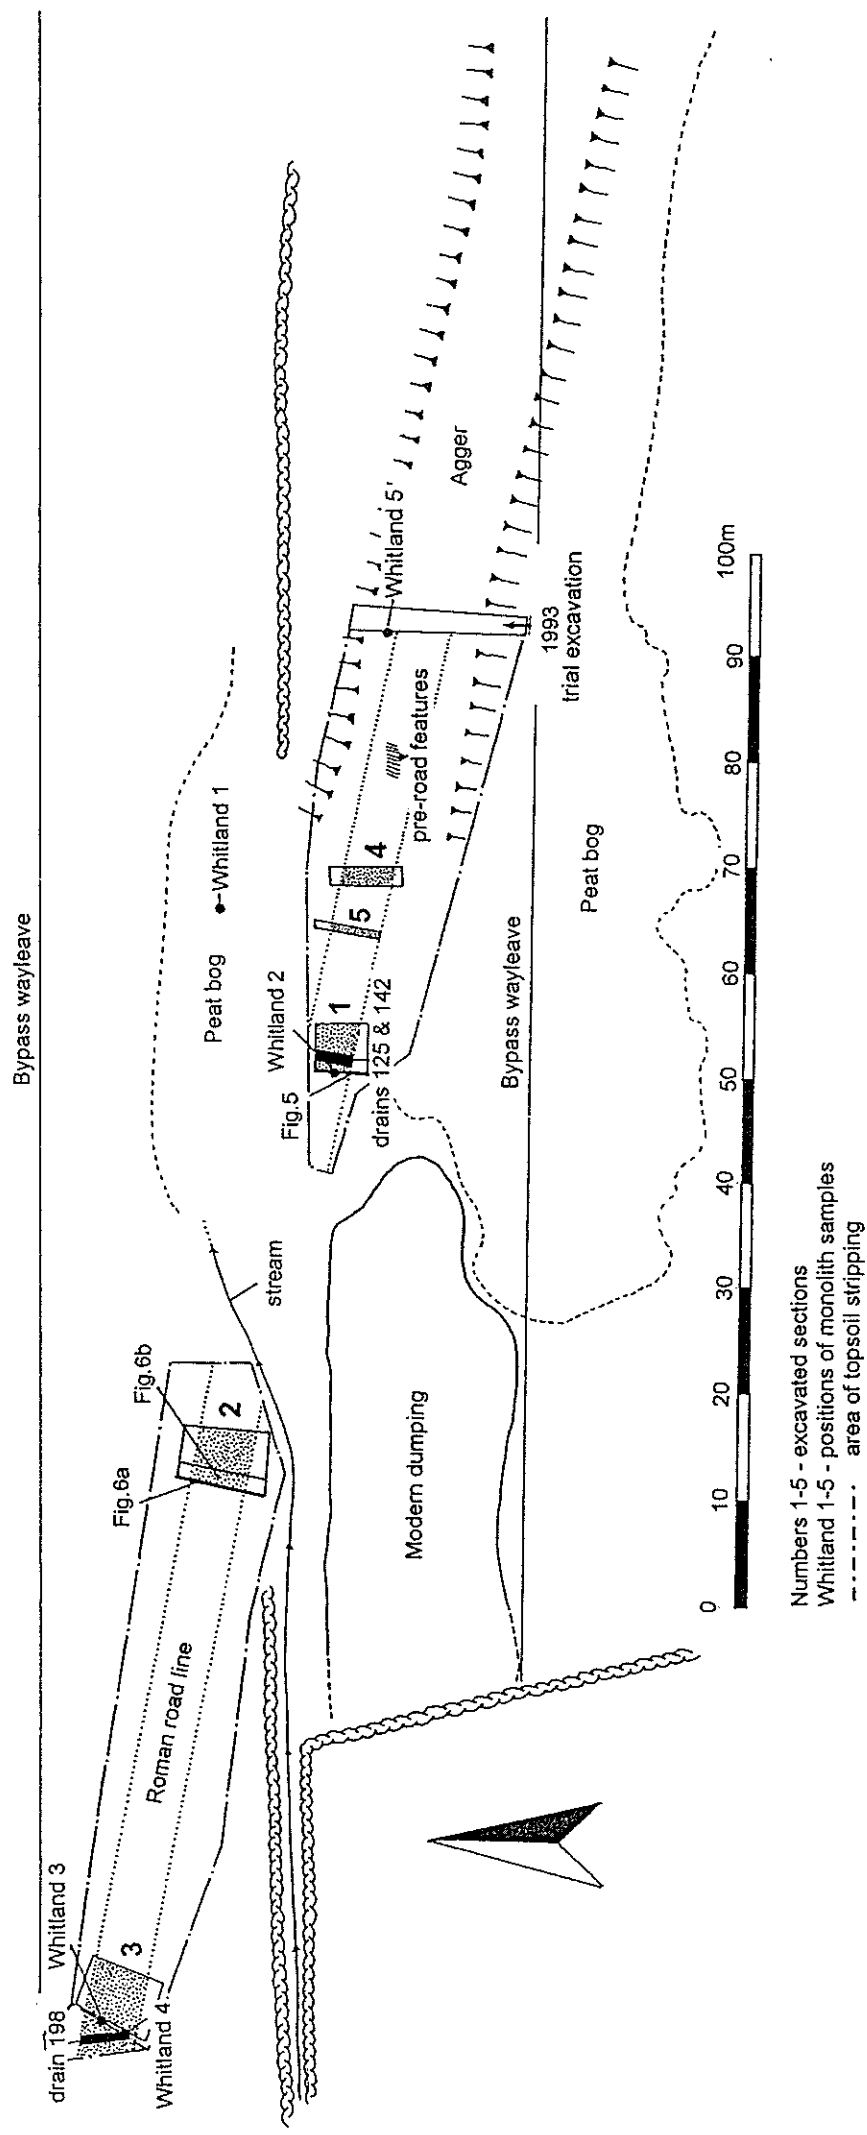 Bypass wayleave
drain 198
Whitland 3
3
Whitland 4
Roman road line
Fig.6a
Fig.6b
2
stream
Peat bog
Whitland 1
Fig.5
Whitland 2
1
drains 125 & 142
5
4
pre-road features
Whitland 5
Agger
1993
trial excavation
Modern dumping
Bypass wayleave
Peat bog
0 10 20 30 40 50 60 70 80 90 100m
Numbers 1-5 - excavated sections
Whitland 1-5 - positions of monolith samples
area of topsoil stripping